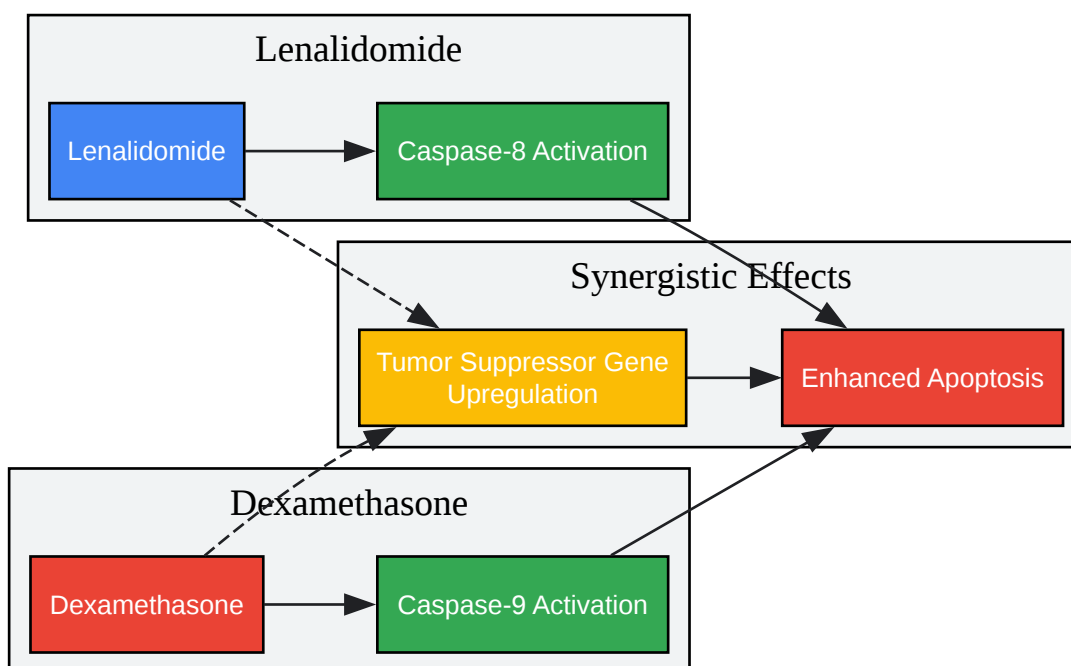 Lenalidomide
Lenalidomide
Caspase-8 Activation
Synergistic Effects
Tumor Suppressor Gene
Upregulation
Enhanced Apoptosis
Dexamethasone
Dexamethasone
Caspase-9 Activation